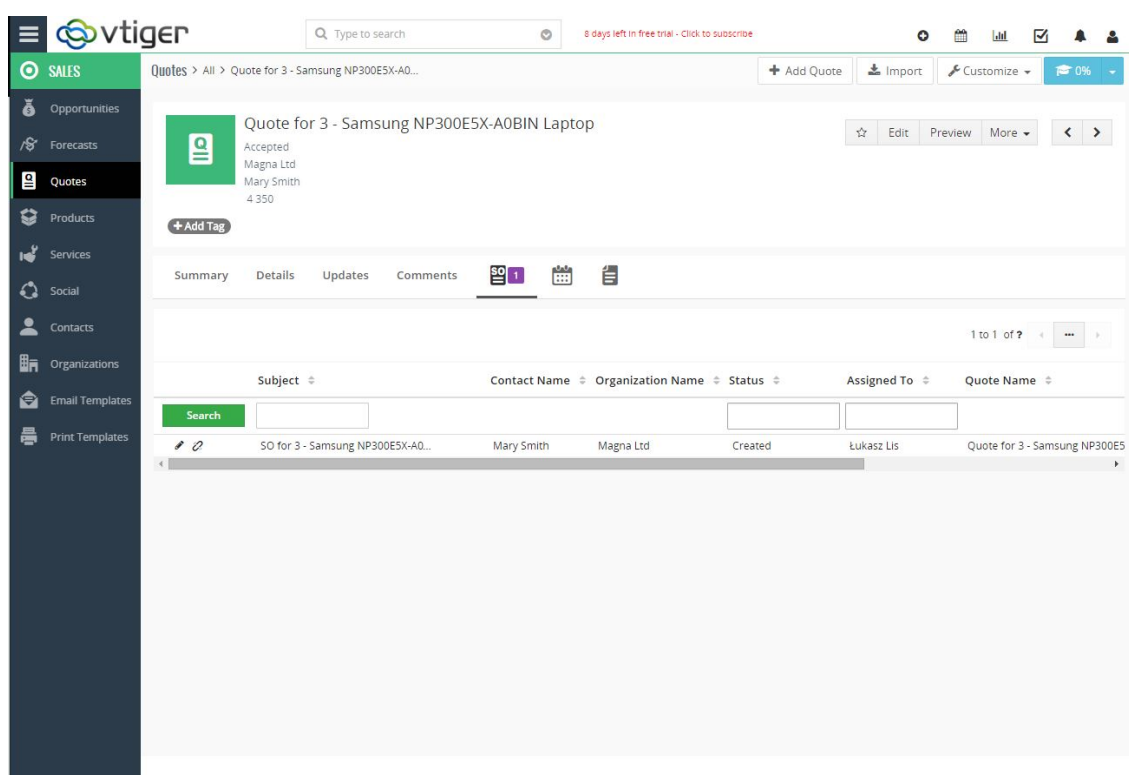 vtiger
Type to search
8 days left in free trial - Click to subscribe
SALES
Quotes > All > Quote for 3 - Samsung NP300E5X-A0...
+ Add Quote
Import
Customize
0%
Opportunities
Forecasts
Quotes
Products
Services
Social
Contacts
Organizations
Email Templates
Print Templates
Quote for 3 - Samsung NP300E5X-A0BIN Laptop
Accepted
Magna Ltd
Mary Smith
4 350
+ Add Tag
Edit Preview More
Summary Details Updates Comments SO 1
1 to 1 of ? ...
Subject Contact Name Organization Name Status Assigned To Quote Name
Search
SO for 3 - Samsung NP300E5X-A0... Mary Smith Magna Ltd Created Łukasz Lis Quote for 3 - Samsung NP300E5